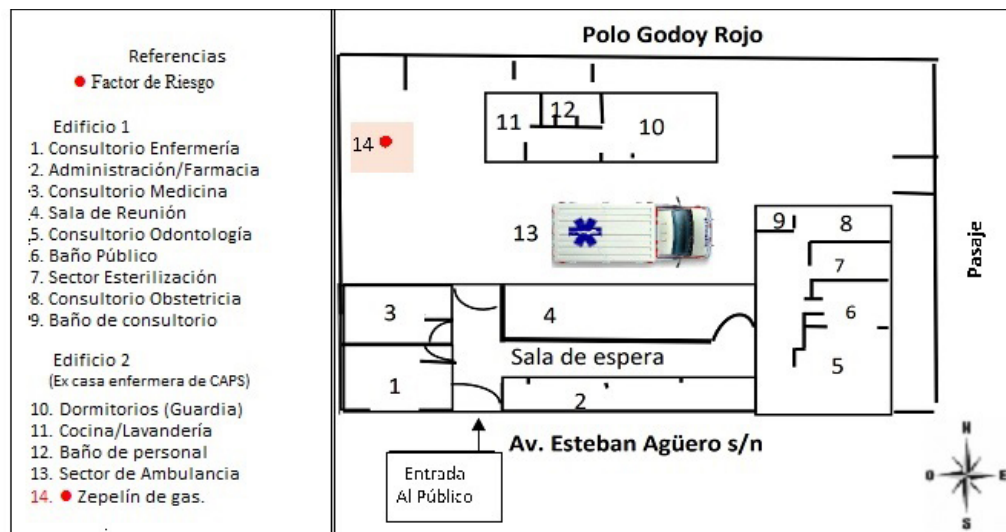 Referencias
Factor de Riesgo
Edificio 1
1. Consultorio Enfermería
2. Administración/Farmacia
3. Consultorio Medicina
4. Sala de Reunión
5. Consultorio Odontología
6. Baño Público
7. Sector Esterilización
8. Consultorio Obstetricia
9. Baño de consultorio
Edificio 2
(Ex casa enfermera de CAPS)
10. Dormitorios (Guardia)
11. Cocina/Lavandería
12. Baño de personal
13. Sector de Ambulancia
14. Zepelín de gas.
Polo Godoy Rojo
12
11
10
14
13
9
8
7
6
5
3
4
Sala de espera
1
2
Pasaje
Av. Esteban Agüero s/n
Entrada
Al Público
N
O
E
S